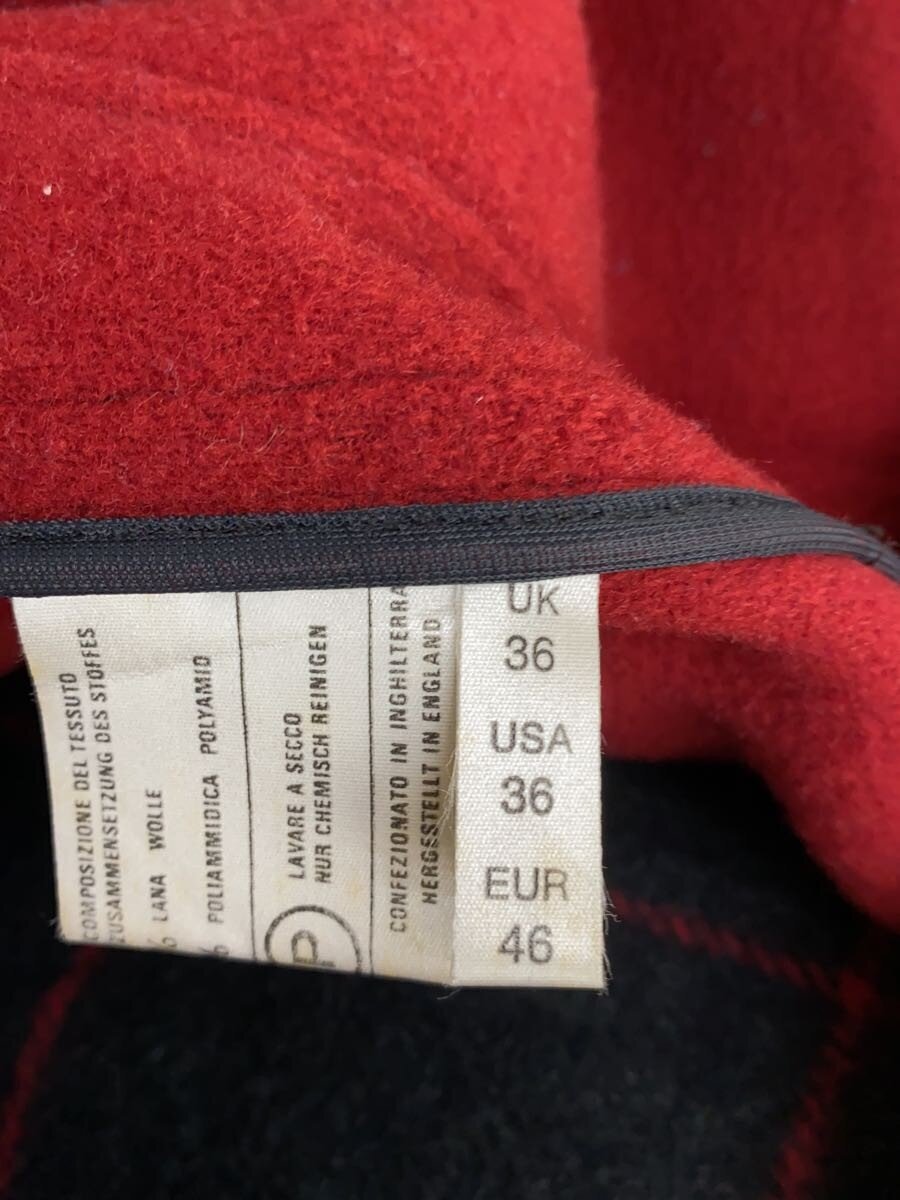 COMPOSIZIONE DEL TESSUTO
ZUSAMMENSETZUNG DES STOFFES
% LANA WOLLE
% POLIAMMIDICA POLYAMID
P
LAVARE A SECCO
NUR CHEMISCH REINIGEN
CONFEZIONATO IN INGHILTERRA
HERGESTELLT IN ENGLAND
UK
36
USA
36
EUR
46